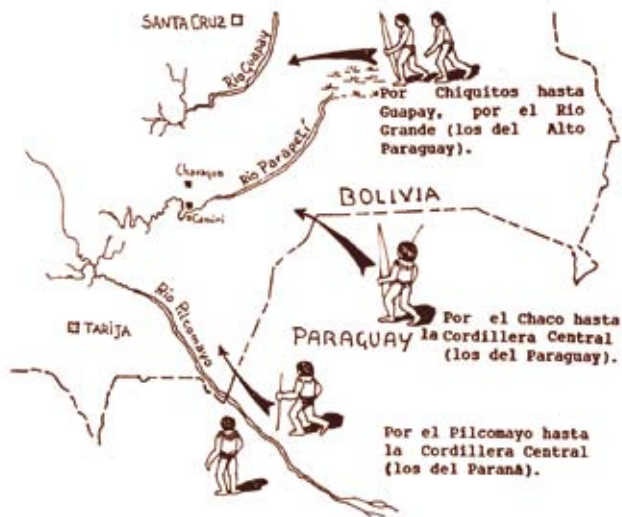 SANTA CRUZ
Río Guapay
Por Chiquitos hasta
Guapay, por el Rio
Grande (los del Alto
Paraguay).
Río Parapetí
Charagua
Camiri
BOLIVIA
Río Pilcomayo
TARIJA
PARAGUAY
Por el Chaco hasta
la Cordillera Central
(los del Paraguay).
Por el Pilcomayo hasta
la Cordillera Central
(los del Paraná).